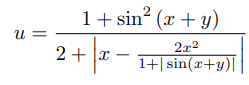 u = \frac{1 + \sin^2 (x + y)}{2 + \left| x - \frac{2x^2}{1 + |\sin(x+y)|} \right|}